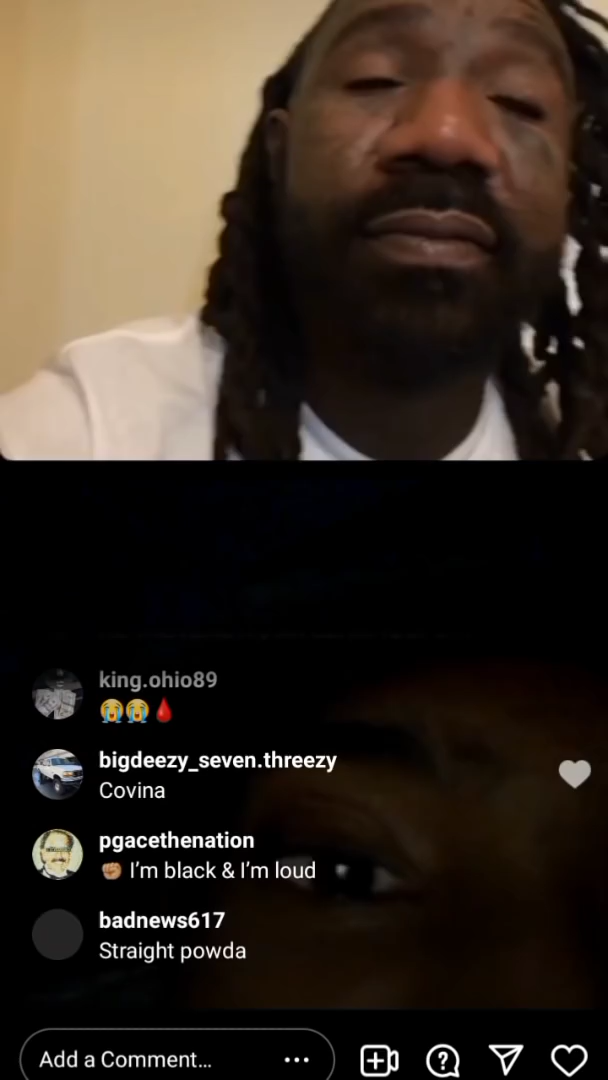 king.ohio89
😭😭🩸
bigdeezy_seven.threezy
Covina
pgacethenation
✊🏽 I'm black & I'm loud
badnews617
Straight powda
Add a Comment...